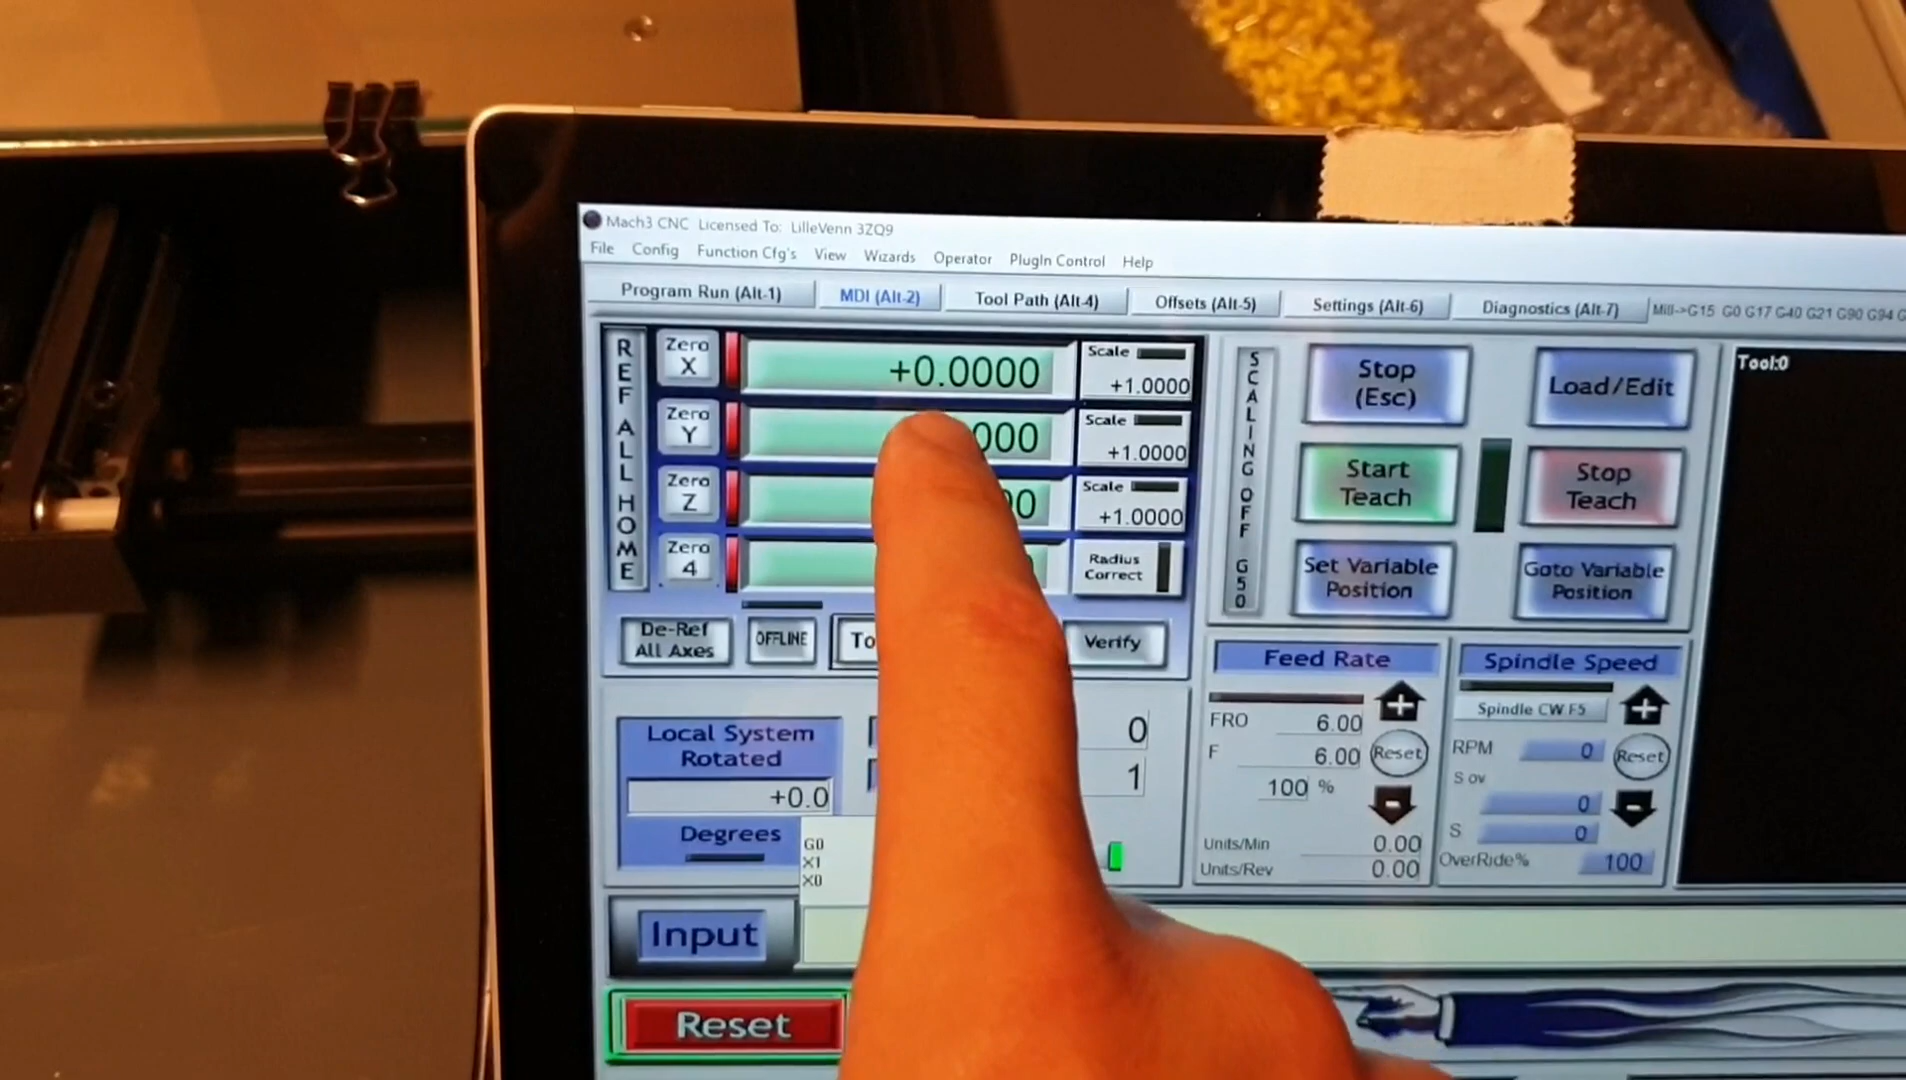 Mach3 CNC Licensed To: LilleVenn 3ZQ9
File Config Function Cfg's View Wizards Operator PlugIn Control Help
Program Run (Alt-1) MDI (Alt-2) Tool Path (Alt-4) Offsets (Alt-5) Settings (Alt-6) Diagnostics (Alt-7) Mill->G15 G0 G17 G40 G21 G90 G94
REF ALL HOME
Zero X
+0.0000
Scale
+1.0000
Zero Y
000
Scale
+1.0000
Zero Z
0
Scale
+1.0000
Zero 4
Radius
Correct
De-Ref
All Axes
OFFLINE
To
Verify
SCALING OFF G50
Stop
(Esc)
Load/Edit
Start
Teach
Stop
Teach
Set Variable
Position
Goto Variable
Position
Tool:0
Local System
Rotated
+0.0
Degrees
0
1
Feed Rate
FRO 6.00
F 6.00
Reset
100 %
Units/Min 0.00
Units/Rev 0.00
Spindle Speed
Spindle CW F5
RPM 0
Reset
S ov
0
S 0
OverRide% 100
G0
X1
X0
Input
Reset